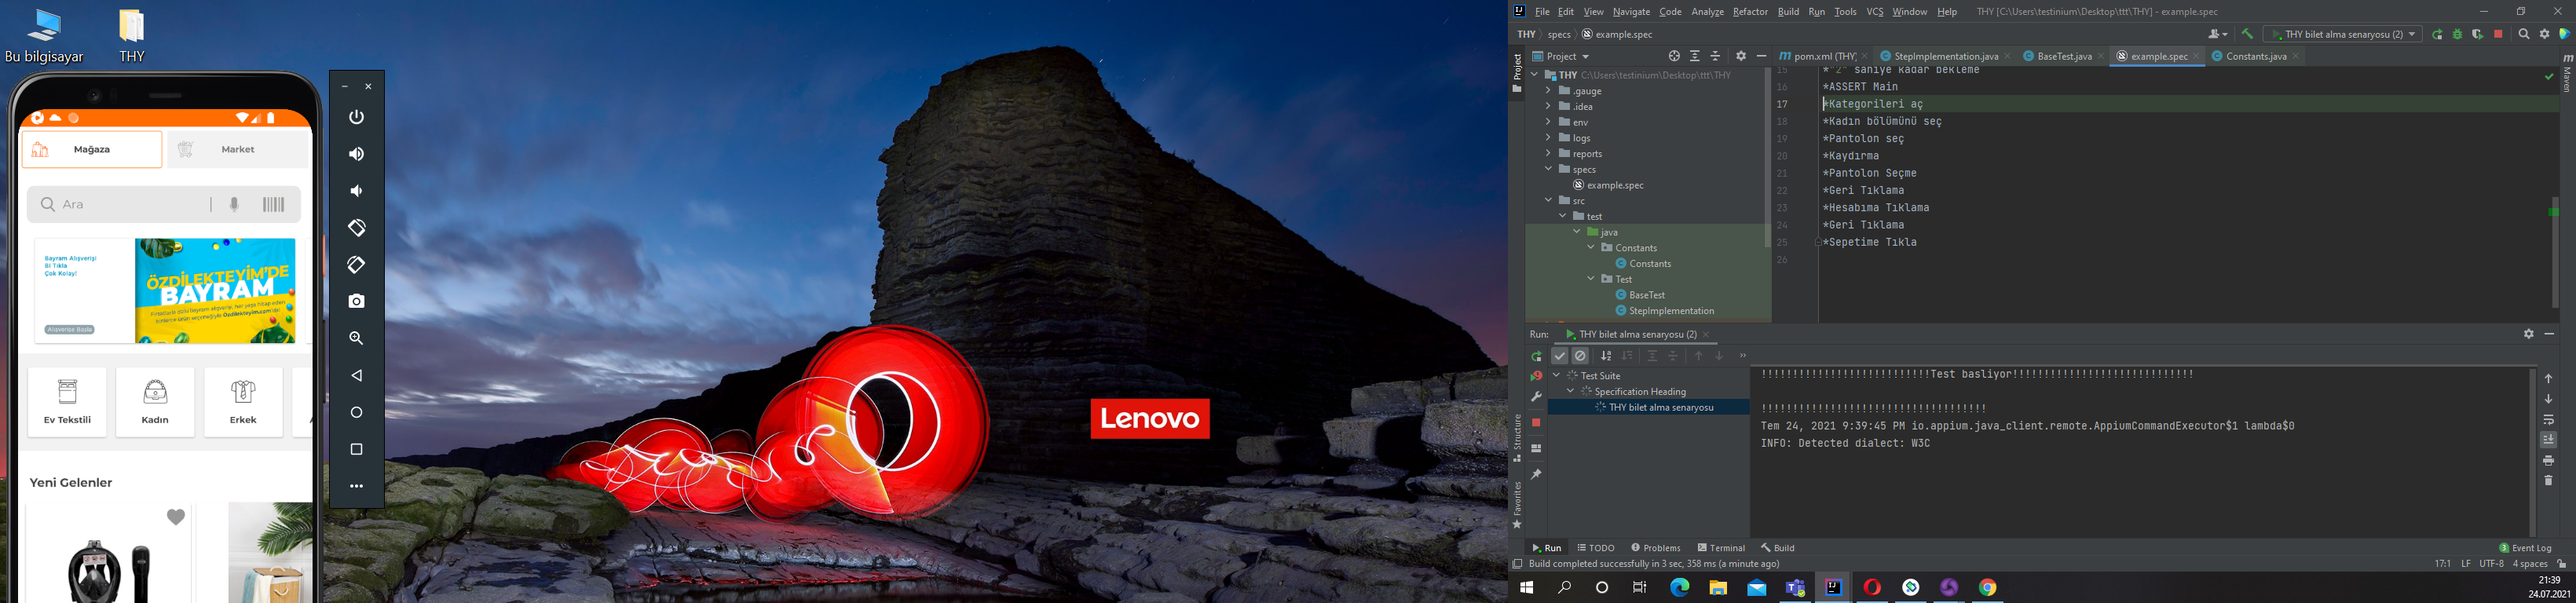 Bu bilgisayar
THY
Mağaza
Market
Ara
Bayram Alışverişi
Bi Tıkla
Çok Kolay!
Alışverişe Başla
ÖZDİLEKTEYİM'DE
BAYRAM
Ev Tekstili
Kadın
Erkek
Yeni Gelenler
Lenovo
File Edit View Navigate Code Analyze Refactor Build Run Tools VCS Window Help THY [C:\Users\testinium\Desktop\ttt\THY] - example.spec
THY specs example.spec
THY bilet alma senaryosu (2)
Project
pom.xml (THY) StepImplementation.java BaseTest.java example.spec Constants.java
Project
Maven
THY C:\Users\testinium\Desktop\ttt\THY
.gauge
.idea
env
logs
reports
specs
example.spec
src
test
java
Constants
Constants
Test
BaseTest
StepImplementation
15 *"2" saniye kadar bekleme
16 *ASSERT Main
17 *Kategorileri aç
18 *Kadın bölümünü seç
19 *Pantolon seç
20 *Kaydırma
21 *Pantolon Seçme
22 *Geri Tıklama
23 *Hesabıma Tıklama
24 *Geri Tıklama
25 *Sepetime Tıkla
26
Run: THY bilet alma senaryosu (2)
Test Suite
Specification Heading
THY bilet alma senaryosu
!!!!!!!!!!!!!!!!!!!!!!!!!!!Test basliyor!!!!!!!!!!!!!!!!!!!!!!!!!!!!!
!!!!!!!!!!!!!!!!!!!!!!!!!!!!!!!!!!!!
Tem 24, 2021 9:39:45 PM io.appium.java_client.remote.AppiumCommandExecutor$1 lambda$0
INFO: Detected dialect: W3C
Structure
Favorites
Run TODO Problems Terminal Build
3 Event Log
Build completed successfully in 3 sec, 358 ms (a minute ago)
17:1 LF UTF-8 4 spaces
21:39
24.07.2021